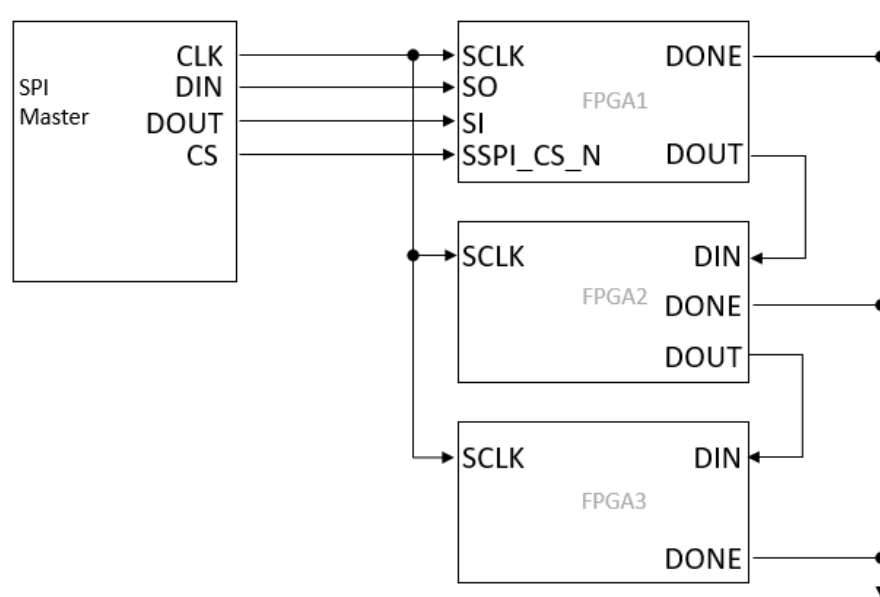 SPI
Master
CLK
DIN
DOUT
CS
SCLK
SO
SI
SSPI_CS_N
FPGA1
DONE
DOUT
SCLK
FPGA2
DIN
DONE
DOUT
SCLK
FPGA3
DIN
DONE